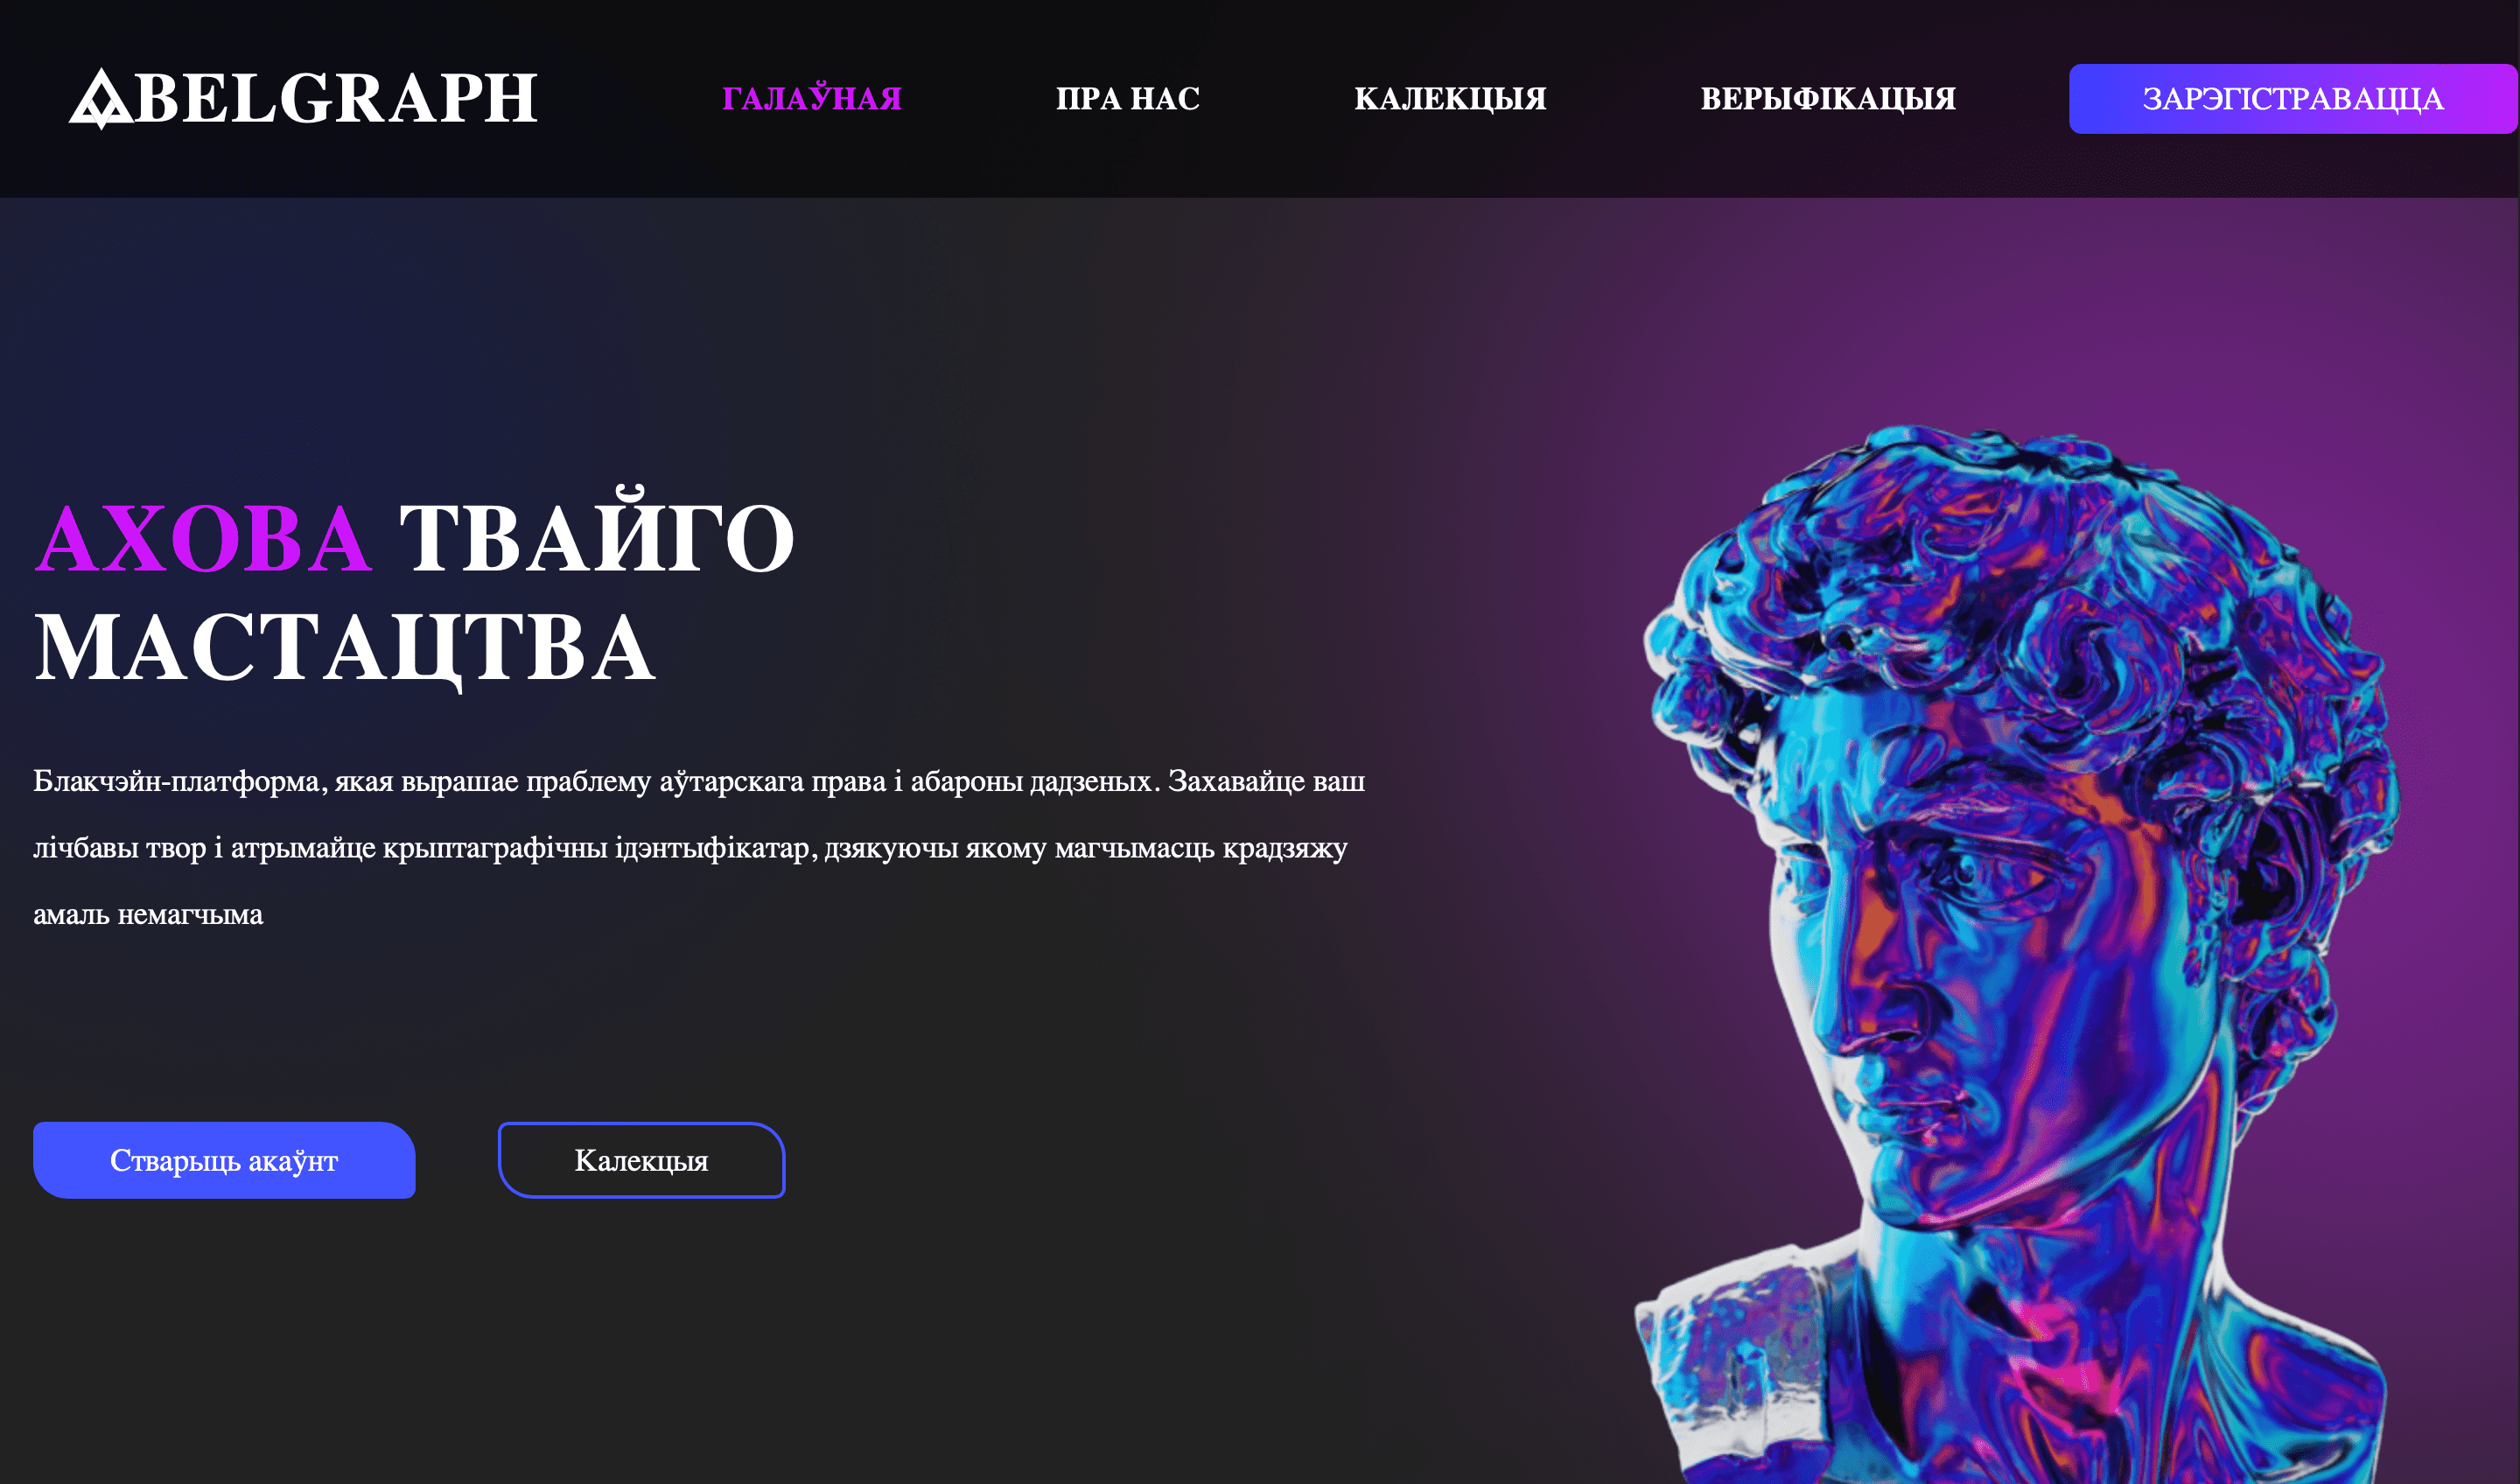 BELGRAPH
ГАЛАЎНАЯ
ПРА НАС
КАЛЕКЦЫЯ
ВЕРЫФІКАЦЫЯ
ЗАРЭГІСТРАВАЦЦА
АХОВА ТВАЙГО
МАСТАЦТВА
Блакчэйн-платформа, якая вырашае праблему аўтарскага права і абароны дадзеных. Захавайце ваш
лічбавы твор і атрымайце крыптаграфічны ідэнтыфікатар, дзякуючы якому магчымасць крадзяжу
амаль немагчыма
Стварыць акаўнт
Калекцыя